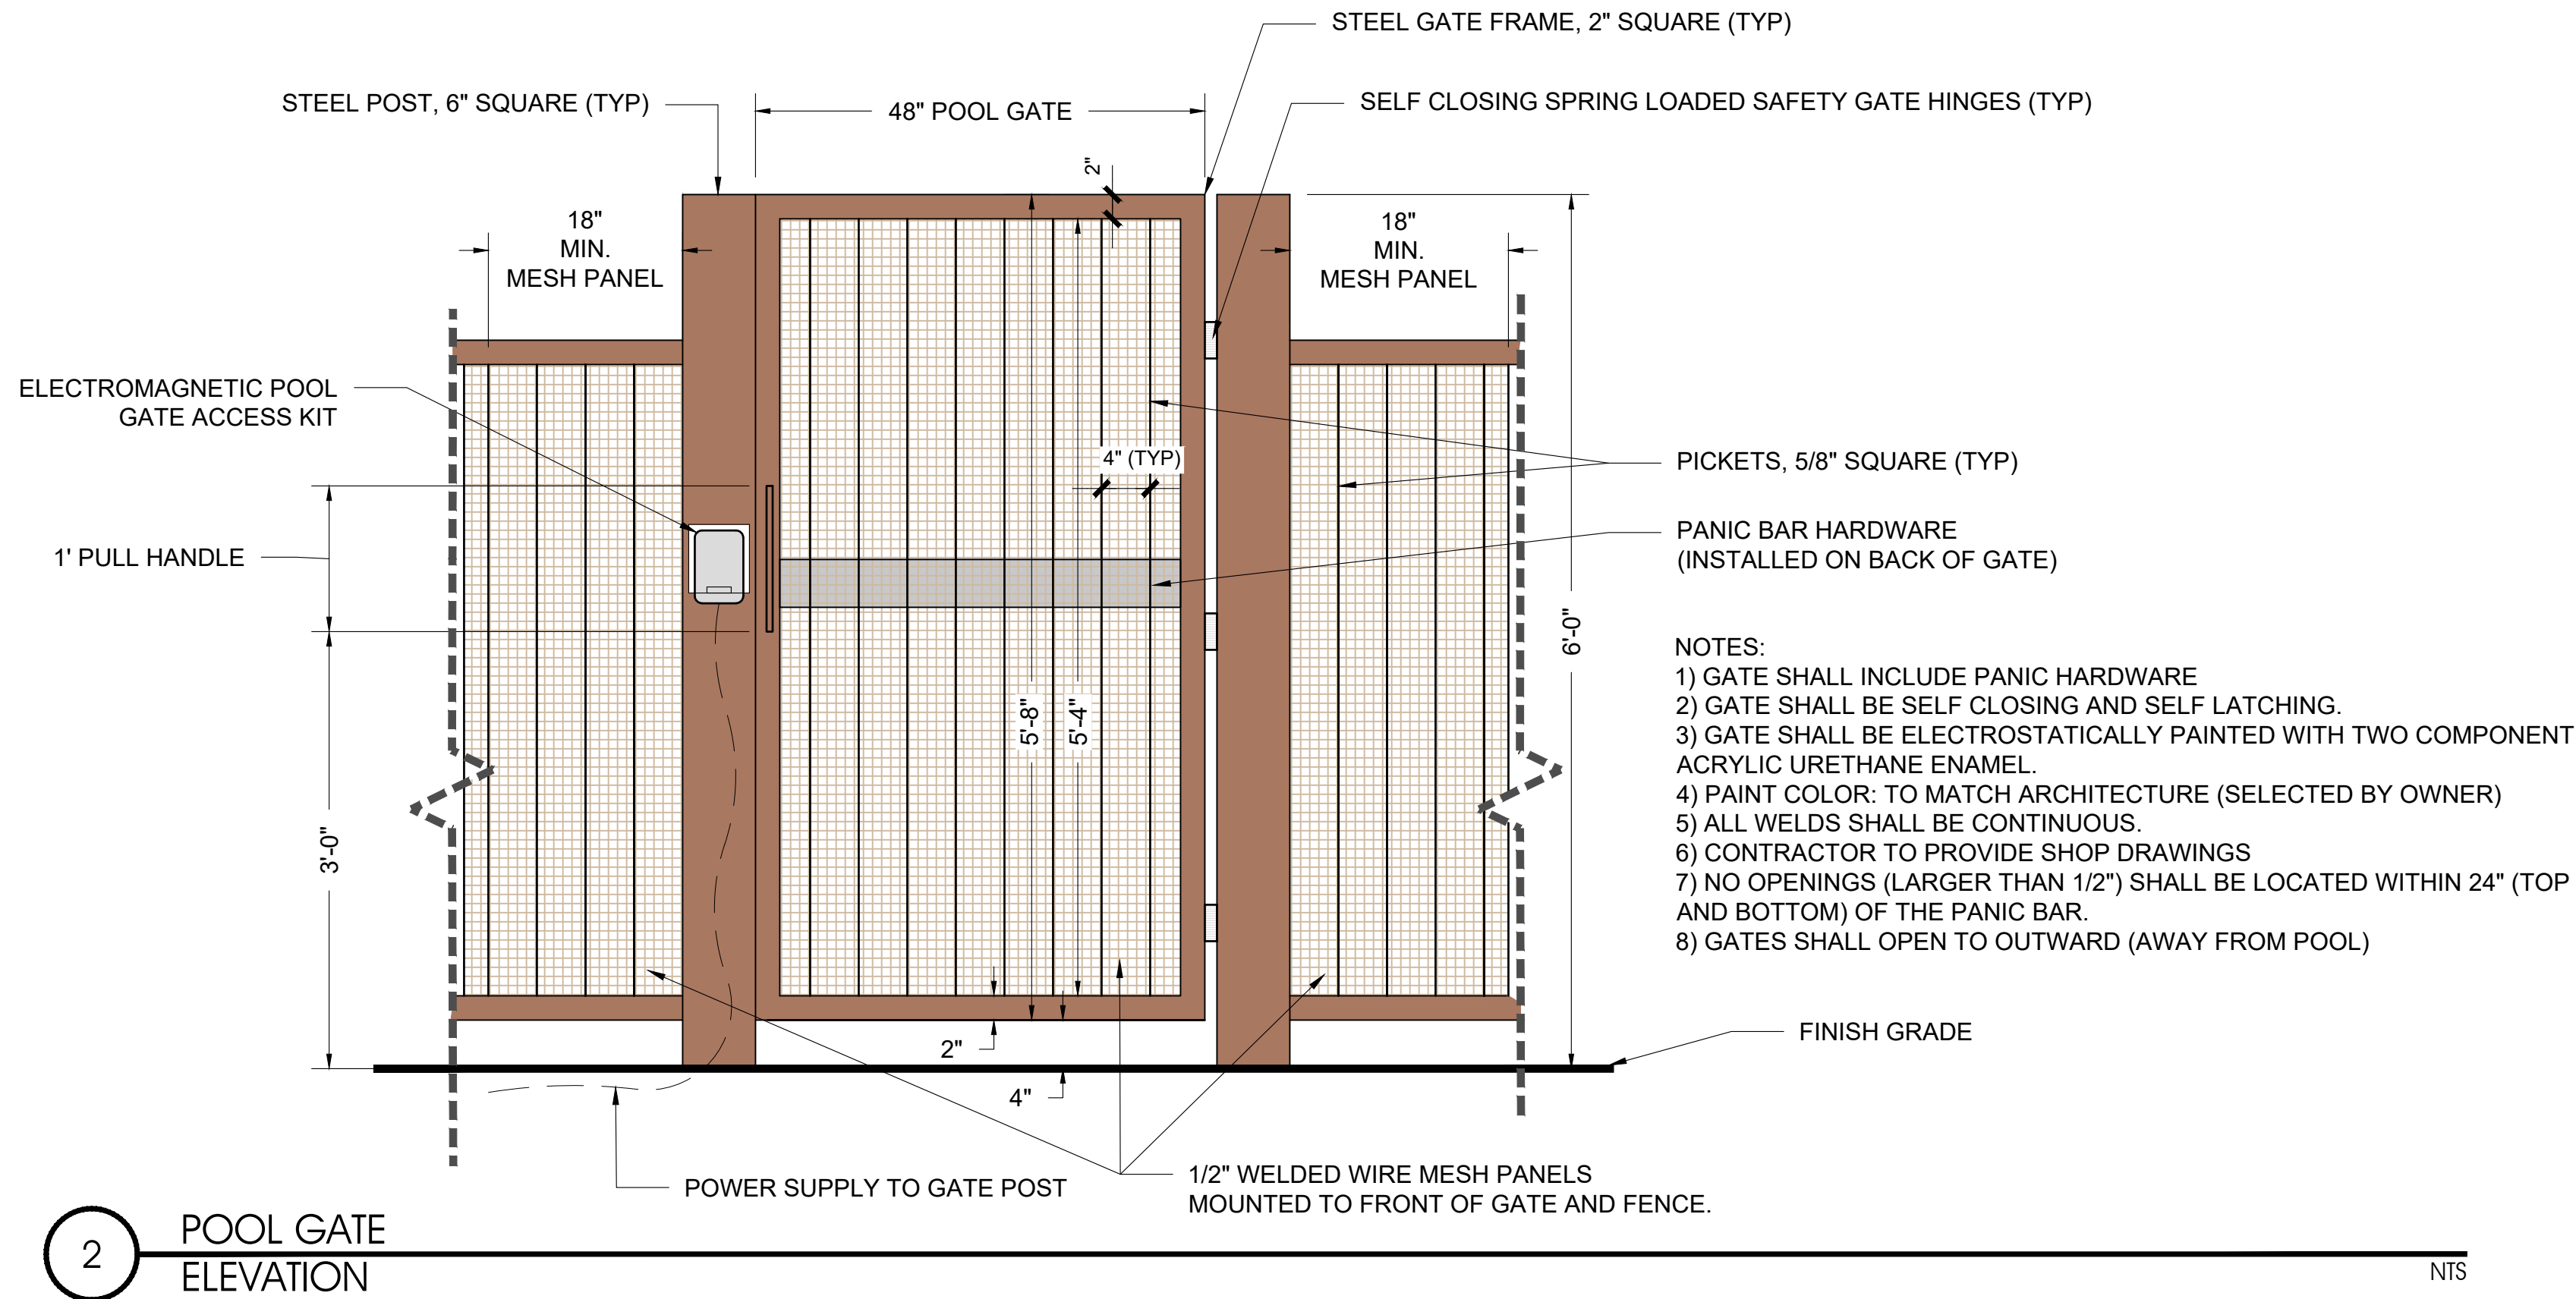 STEEL GATE FRAME, 2" SQUARE (TYP)
STEEL POST, 6" SQUARE (TYP)
48" POOL GATE
SELF CLOSING SPRING LOADED SAFETY GATE HINGES (TYP)
2"
18"
MIN.
MESH PANEL
18"
MIN.
MESH PANEL
ELECTROMAGNETIC POOL
GATE ACCESS KIT
4" (TYP)
PICKETS, 5/8" SQUARE (TYP)
1' PULL HANDLE
PANIC BAR HARDWARE
(INSTALLED ON BACK OF GATE)
6'-0"
5'-8"
5'-4"
3'-0"
NOTES:
1) GATE SHALL INCLUDE PANIC HARDWARE
2) GATE SHALL BE SELF CLOSING AND SELF LATCHING.
3) GATE SHALL BE ELECTROSTATICALLY PAINTED WITH TWO COMPONENT
ACRYLIC URETHANE ENAMEL.
4) PAINT COLOR: TO MATCH ARCHITECTURE (SELECTED BY OWNER)
5) ALL WELDS SHALL BE CONTINUOUS.
6) CONTRACTOR TO PROVIDE SHOP DRAWINGS
7) NO OPENINGS (LARGER THAN 1/2") SHALL BE LOCATED WITHIN 24" (TOP
AND BOTTOM) OF THE PANIC BAR.
8) GATES SHALL OPEN TO OUTWARD (AWAY FROM POOL)
FINISH GRADE
2"
4"
POWER SUPPLY TO GATE POST
1/2" WELDED WIRE MESH PANELS
MOUNTED TO FRONT OF GATE AND FENCE.
2
POOL GATE
ELEVATION
NTS